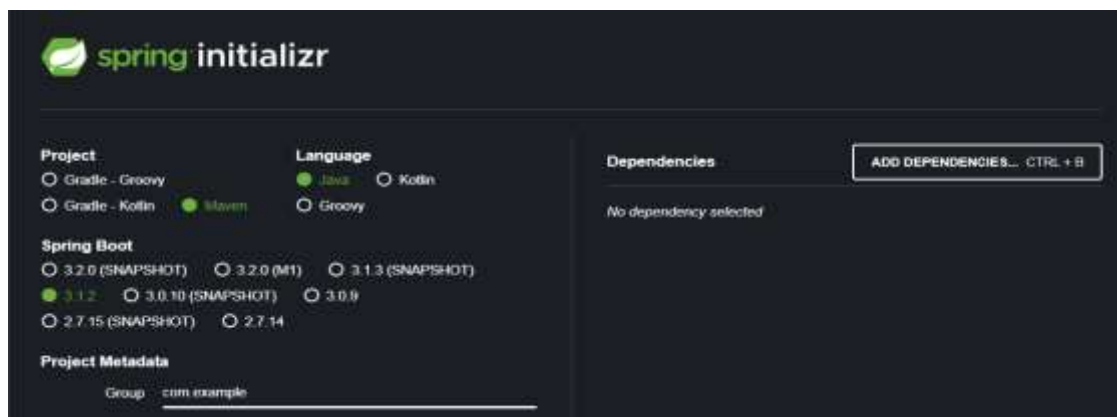 spring initializr
Project
Gradle - Groovy
Gradle - Kotlin Maven
Language
Java Kotlin
Groovy
Spring Boot
3.2.0 (SNAPSHOT) 3.2.0 (M1) 3.1.3 (SNAPSHOT)
3.1.2 3.0.10 (SNAPSHOT) 3.0.9
2.7.15 (SNAPSHOT) 2.7.14
Project Metadata
Group com.example
Dependencies ADD DEPENDENCIES... CTRL + B
No dependency selected